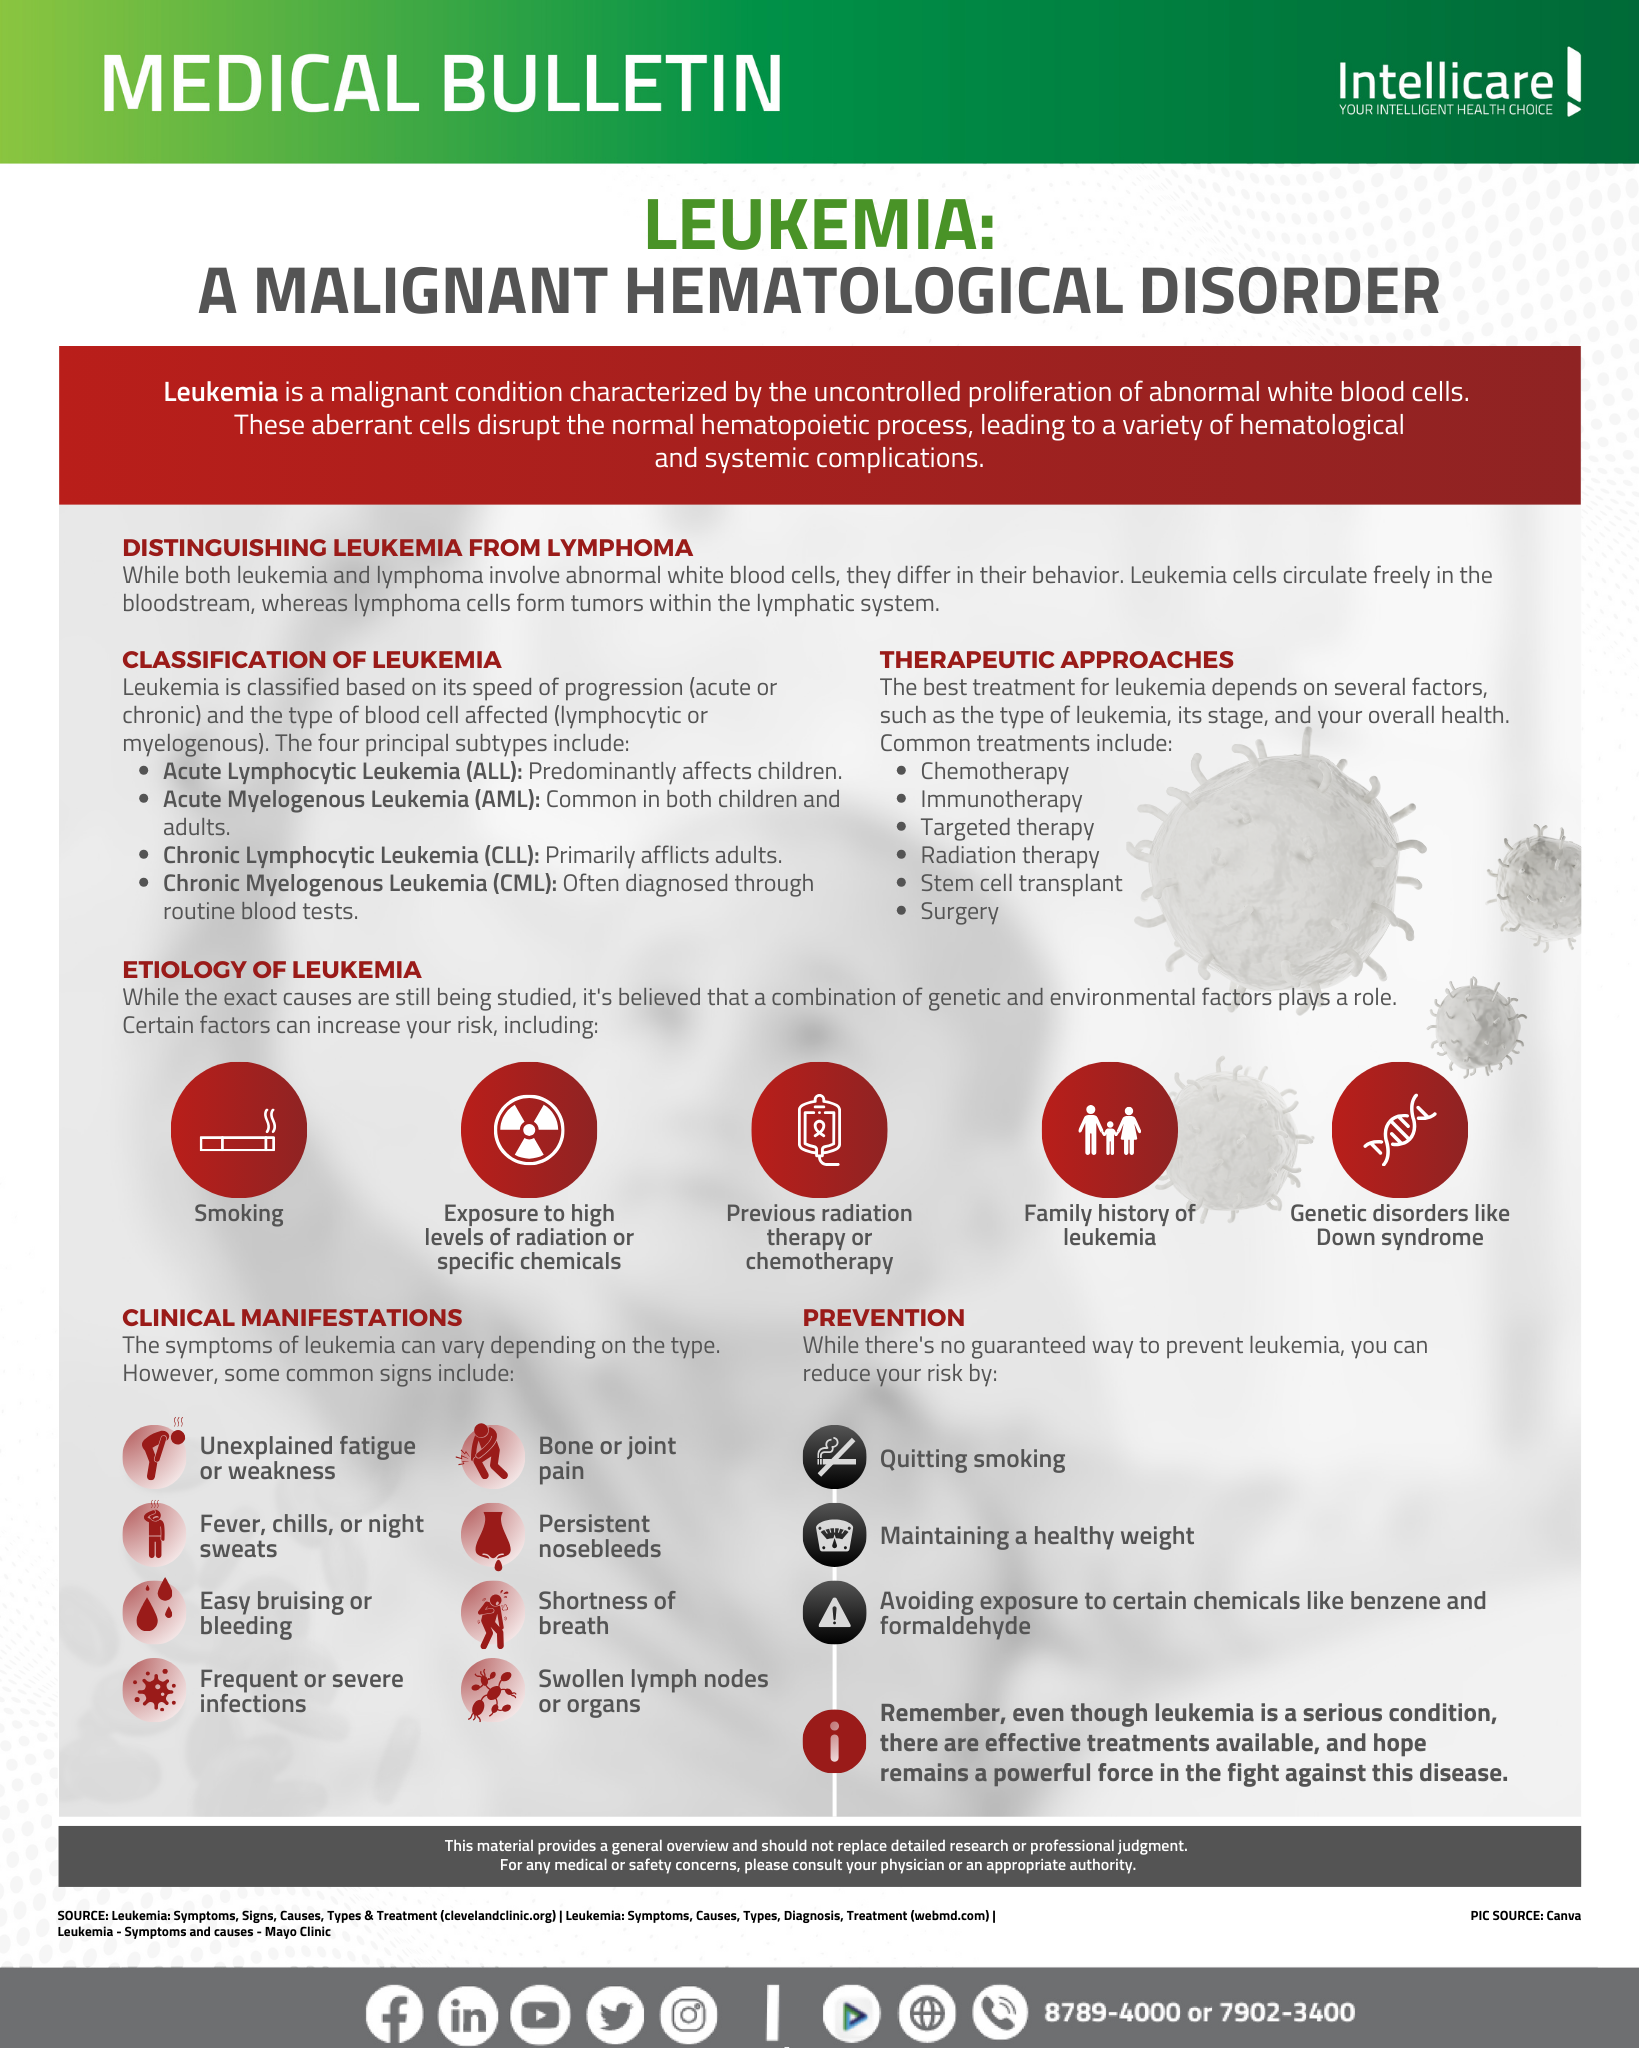 MEDICAL BULLETIN
Intellicare
YOUR INTELLIGENT HEALTH CHOICE
LEUKEMIA:
A MALIGNANT HEMATOLOGICAL DISORDER
Leukemia is a malignant condition characterized by the uncontrolled proliferation of abnormal white blood cells.
These aberrant cells disrupt the normal hematopoietic process, leading to a variety of hematological
and systemic complications.
DISTINGUISHING LEUKEMIA FROM LYMPHOMA
While both leukemia and lymphoma involve abnormal white blood cells, they differ in their behavior. Leukemia cells circulate freely in the
bloodstream, whereas lymphoma cells form tumors within the lymphatic system.
CLASSIFICATION OF LEUKEMIA
Leukemia is classified based on its speed of progression (acute or
chronic) and the type of blood cell affected (lymphocytic or
myelogenous). The four principal subtypes include:
• Acute Lymphocytic Leukemia (ALL): Predominantly affects children.
• Acute Myelogenous Leukemia (AML): Common in both children and
adults.
• Chronic Lymphocytic Leukemia (CLL): Primarily afflicts adults.
• Chronic Myelogenous Leukemia (CML): Often diagnosed through
routine blood tests.
THERAPEUTIC APPROACHES
The best treatment for leukemia depends on several factors,
such as the type of leukemia, its stage, and your overall health.
Common treatments include:
• Chemotherapy
• Immunotherapy
• Targeted therapy
• Radiation therapy
• Stem cell transplant
• Surgery
ETIOLOGY OF LEUKEMIA
While the exact causes are still being studied, it's believed that a combination of genetic and environmental factors plays a role.
Certain factors can increase your risk, including:
Smoking
Exposure to high
levels of radiation or
specific chemicals
Previous radiation
therapy or
chemotherapy
Family history of
leukemia
Genetic disorders like
Down syndrome
CLINICAL MANIFESTATIONS
The symptoms of leukemia can vary depending on the type.
However, some common signs include:
Unexplained fatigue
or weakness
Fever, chills, or night
sweats
Easy bruising or
bleeding
Frequent or severe
infections
Bone or joint
pain
Persistent
nosebleeds
Shortness of
breath
Swollen lymph nodes
or organs
PREVENTION
While there's no guaranteed way to prevent leukemia, you can
reduce your risk by:
Quitting smoking
Maintaining a healthy weight
Avoiding exposure to certain chemicals like benzene and
formaldehyde
Remember, even though leukemia is a serious condition,
there are effective treatments available, and hope
remains a powerful force in the fight against this disease.
This material provides a general overview and should not replace detailed research or professional judgment.
For any medical or safety concerns, please consult your physician or an appropriate authority.
SOURCE: Leukemia: Symptoms, Signs, Causes, Types & Treatment (clevelandclinic.org) | Leukemia: Symptoms, Causes, Types, Diagnosis, Treatment (webmd.com) |
Leukemia - Symptoms and causes - Mayo Clinic
PIC SOURCE: Canva
8789-4000 or 7902-3400